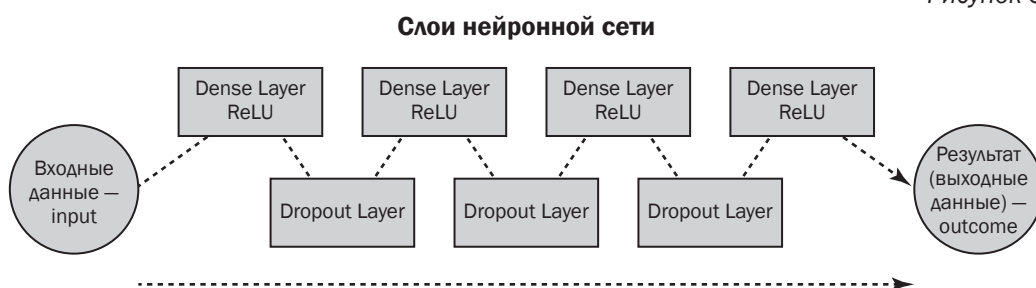 Слои нейронной сети
Dense Layer
ReLU
Dense Layer
ReLU
Dense Layer
ReLU
Dense Layer
ReLU
Входные
данные —
input
Dropout Layer
Dropout Layer
Dropout Layer
Результат
(выходные
данные) —
outcome